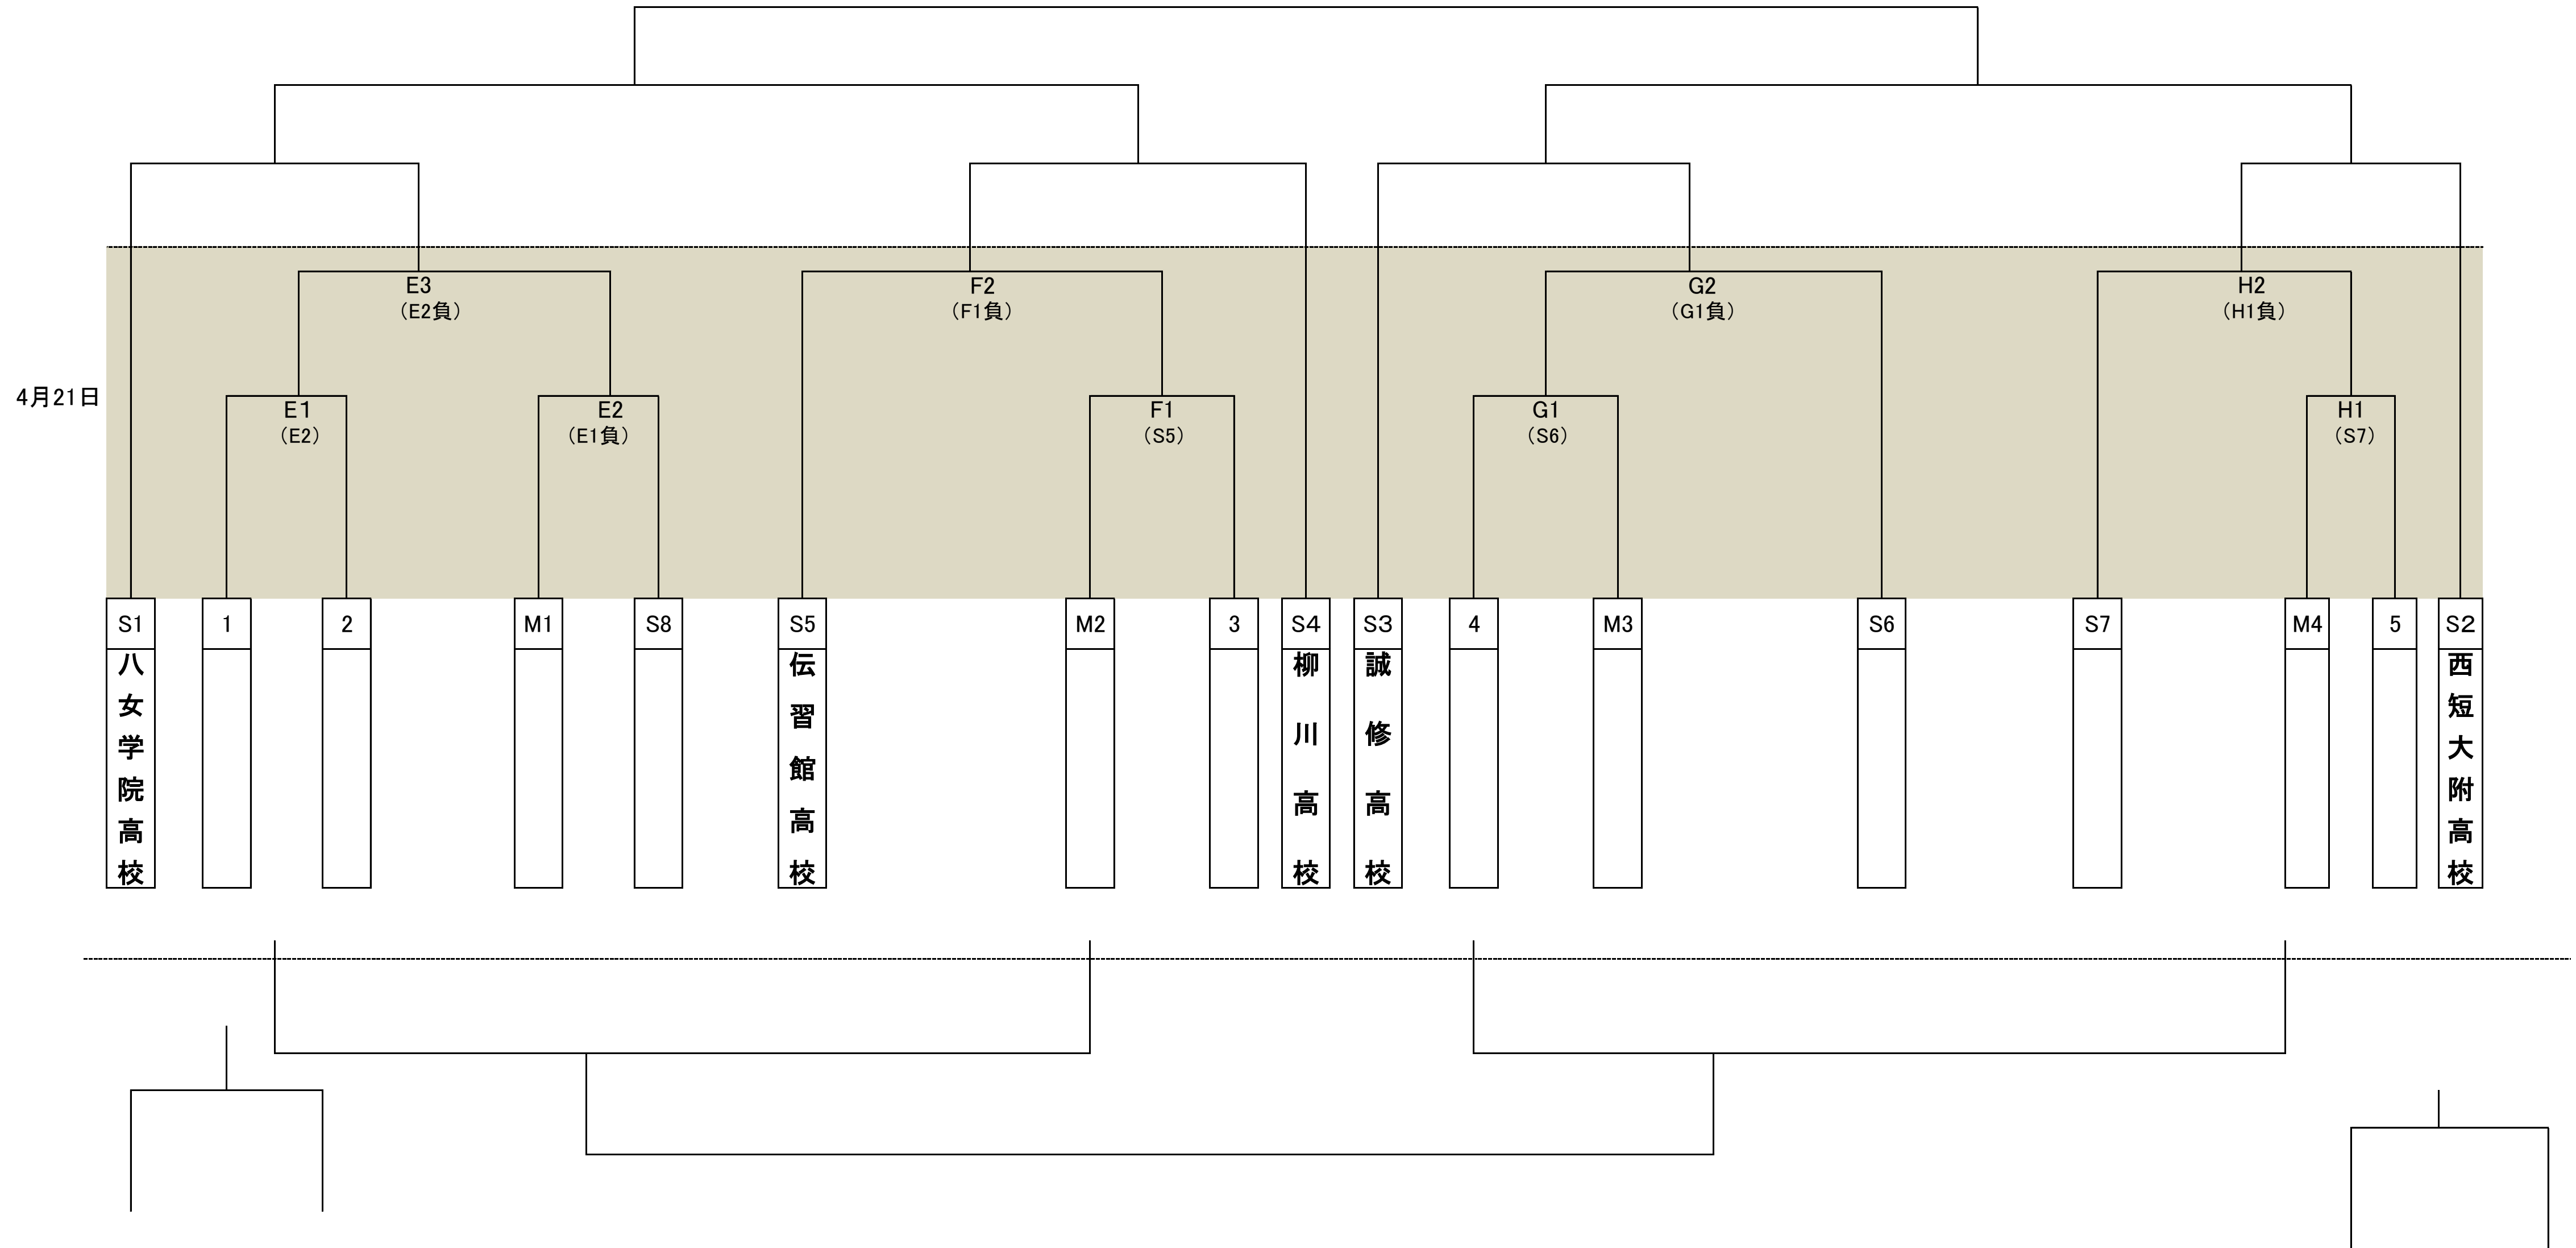 E3
（E2負）
F2
（F1負）
G2
（G1負）
H2
（H1負）
4月21日
E1
（E2）
E2
（E1負）
F1
（S5）
G1
（S6）
H1
（S7）
S1
1
2
M1
S8
S5
M2
3
S4
S3
4
M3
S6
S7
M4
5
S2
八女学院高校
伝習館高校
柳川高校
誠修高校
西短大附高校